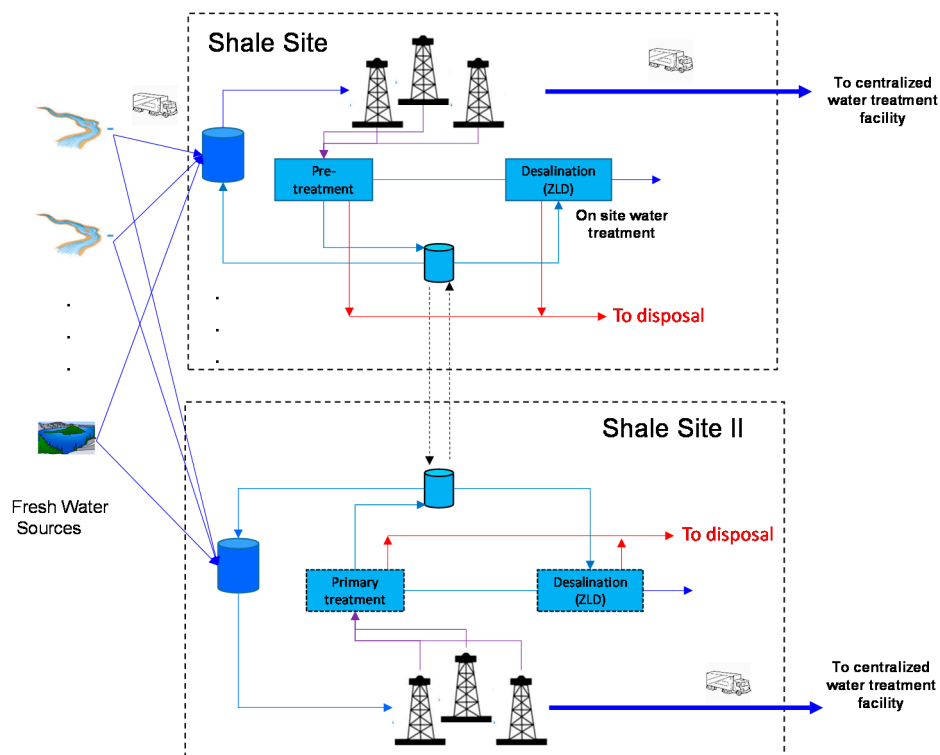 Shale Site
To centralized
water treatment
facility
Pre-
treatment
Desalination
(ZLD)
On site water
treatment
To disposal
Fresh Water
Sources
Shale Site II
To disposal
Primary
treatment
Desalination
(ZLD)
To centralized
water treatment
facility